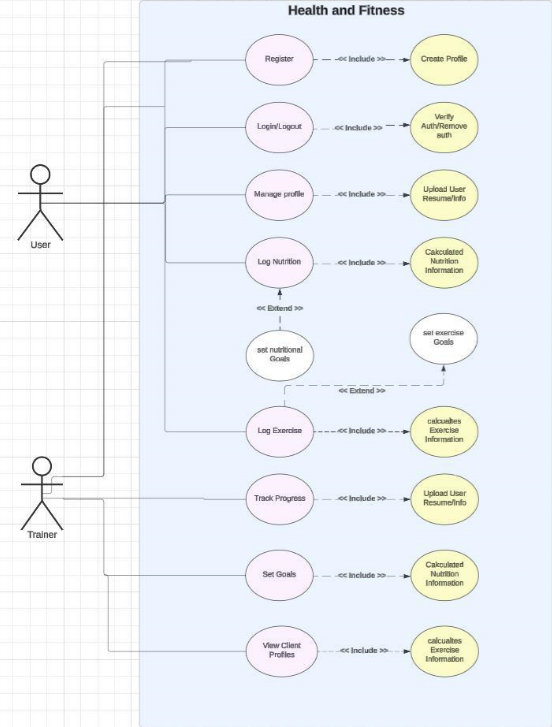 Health and Fitness
Register
<< Include >>
Create Profile
Login/Logout
<< Include >>
Verify
Auth/Remove
auth
User
Manage profile
<< Include >>
Upload User
Resume/Info
Log Nutrition
<< Include >>
Cakculated
Nutrition
Information
<< Extend >>
set nutritional
Goals
set exercise
Goals
<< Extend >>
Log Exercise
<< Include >>
calcualtes
Exercise
Information
Trainer
Track Progress
<< Include >>
Upload User
Resume/Info
Set Goals
<< Include >>
Cakculated
Nutrition
Information
View Client
Profiles
<< Include >>
calcualtes
Exercise
Information